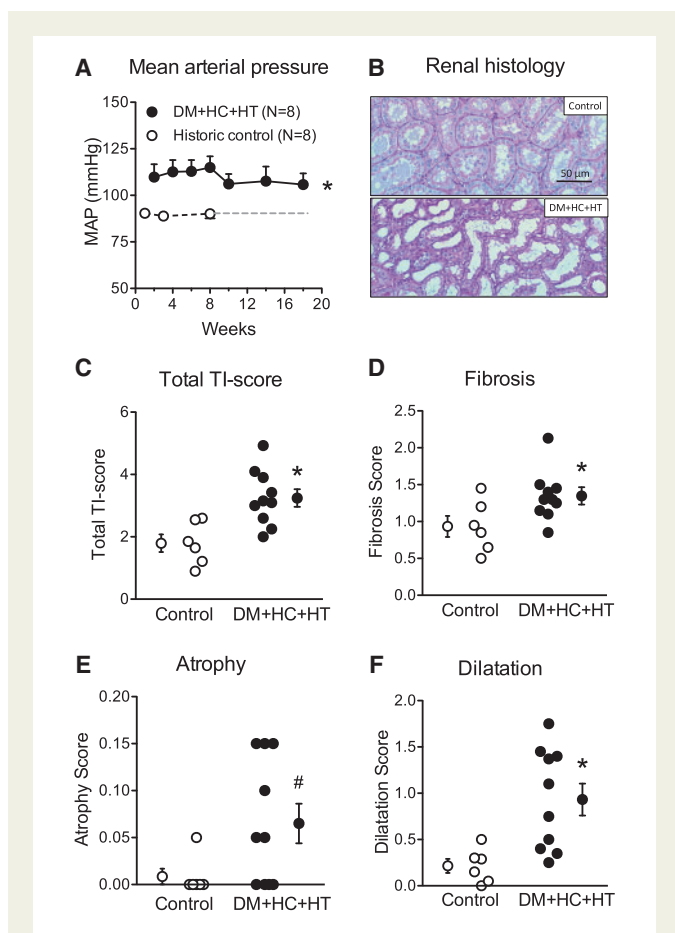 A Mean arterial pressure
150
125
100
75
50
MAP (mmHg)
DM+HC+HT (N=8)
Historic control (N=8)
*
0 4 8 12 16 20
Weeks
B Renal histology
Control
50 µm
DM+HC+HT
C Total TI-score
6
4
2
0
Total TI-score
*
Control DM+HC+HT
D Fibrosis
2.5
2.0
1.5
1.0
0.5
0.0
Fibrosis Score
*
Control DM+HC+HT
E Atrophy
0.20
0.15
0.10
0.05
0.00
Atrophy Score
#
Control DM+HC+HT
F Dilatation
2.0
1.5
1.0
0.5
0.0
Dilatation Score
*
Control DM+HC+HT